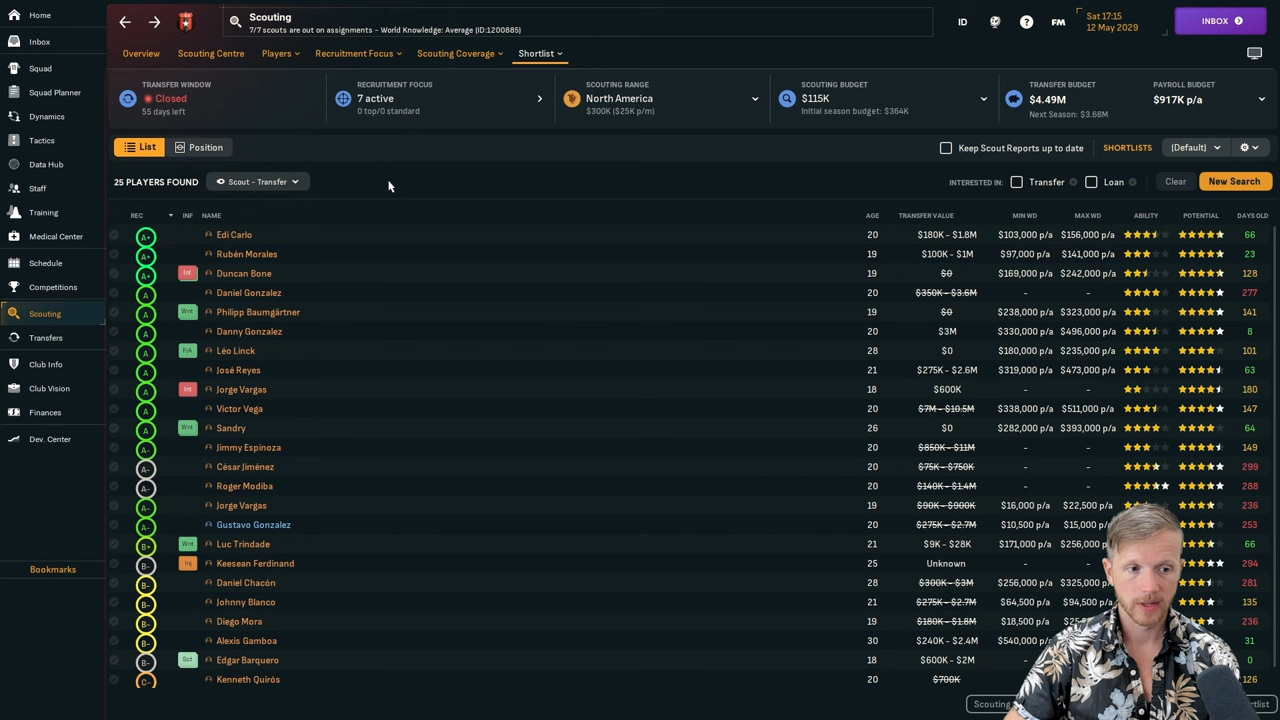 Home
Inbox
Squad
Squad Planner
Dynamics
Tactics
Data Hub
Staff
Training
Medical Center
Schedule
Competitions
Scouting
Transfers
Club Info
Club Vision
Finances
Dev. Center
Bookmarks
Scouting
7/7 scouts are out on assignments - World Knowledge: Average (ID:1200885)
ID
FM
Sat 17:15
12 May 2029
INBOX
Overview Scouting Centre Players Recruitment Focus Scouting Coverage Shortlist
TRANSFER WINDOW
Closed
55 days left
RECRUITMENT FOCUS
7 active
0 top/0 standard
SCOUTING RANGE
North America
$300K ($25K p/m)
SCOUTING BUDGET
$115K
Initial season budget: $364K
TRANSFER BUDGET
$4.49M
Next Season: $3.68M
PAYROLL BUDGET
$917K p/a
List Position
Keep Scout Reports up to date SHORTLISTS (Default)
25 PLAYERS FOUND Scout - Transfer INTERESTED IN: Transfer Loan Clear New Search
REC INF NAME AGE TRANSFER VALUE MIN WD MAX WD ABILITY POTENTIAL DAYS OLD
A+ Edi Carlo 20 $180K - $1.8M $103,000 p/a $156,000 p/a 66
A+ Rubén Morales 19 $100K - $1M $97,000 p/a $141,000 p/a 23
A+ Int Duncan Bone 19 $0 $169,000 p/a $242,000 p/a 128
A Daniel Gonzalez 20 $350K - $3.6M - - 277
A Wnt Philipp Baumgärtner 19 $0 $238,000 p/a $323,000 p/a 141
A Danny Gonzalez 20 $3M $330,000 p/a $496,000 p/a 8
A FrA Léo Linck 28 $0 $180,000 p/a $235,000 p/a 101
A José Reyes 21 $275K - $2.6M $319,000 p/a $473,000 p/a 63
A Int Jorge Vargas 18 $600K - - 180
A Victor Vega 20 $7M - $10.5M $338,000 p/a $511,000 p/a 147
A Wnt Sandry 26 $0 $282,000 p/a $393,000 p/a 64
A- Jimmy Espinoza 20 $850K - $11M - - 149
A- César Jiménez 20 $75K - $750K - - 299
A- Roger Modiba 20 $140K - $1.4M - - 288
A- Jorge Vargas 19 $90K - $900K $16,000 p/a $22,500 p/a 236
A- Gustavo Gonzalez 20 $275K - $2.7M $10,500 p/a $15,000 p/a 253
B+ Wnt Luc Trindade 21 $9K - $28K $171,000 p/a $256,000 p/a 66
B- Inj Keesean Ferdinand 25 Unknown - - 294
B- Daniel Chacón 28 $300K - $3M $256,000 p/a $325,000 p/a 281
B- Johnny Blanco 21 $275K - $2.7M $64,500 p/a $94,500 p/a 135
B- Diego Mora 19 $180K - $1.8M $18,500 p/a 236
B- Alexis Gamboa 30 $240K - $2.4M $540,000 p/a 31
B- Sct Edgar Barquero 18 $600K - $2M - 0
C- Kenneth Quirós 20 $700K - 126
Scouting